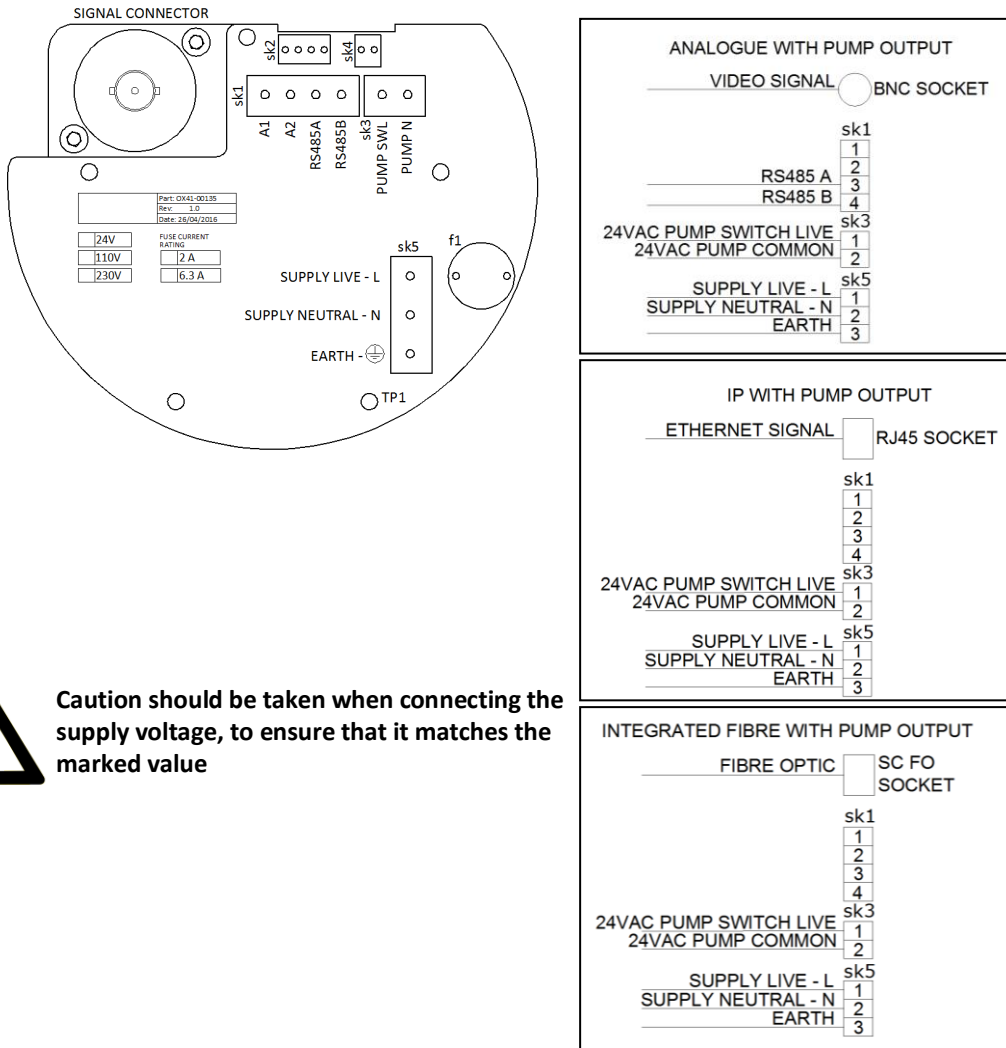 SIGNAL CONNECTOR
sk2
sk4
sk1
A1
A2
RS485A
RS485B
sk3
PUMP SWL
PUMP N
Part: OX41-00135
Rev: 1.0
Date: 26/04/2016
24V
110V
230V
FUSE CURRENT
RATING
2 A
6.3 A
sk5
f1
SUPPLY LIVE - L
SUPPLY NEUTRAL - N
EARTH -
TP1
Caution should be taken when connecting the
supply voltage, to ensure that it matches the
marked value
ANALOGUE WITH PUMP OUTPUT
VIDEO SIGNAL
BNC SOCKET
sk1
1
2
RS485 A 3
RS485 B 4
sk3
24VAC PUMP SWITCH LIVE 1
24VAC PUMP COMMON 2
sk5
SUPPLY LIVE - L 1
SUPPLY NEUTRAL - N 2
EARTH 3
IP WITH PUMP OUTPUT
ETHERNET SIGNAL
RJ45 SOCKET
sk1
1
2
3
4
sk3
24VAC PUMP SWITCH LIVE 1
24VAC PUMP COMMON 2
sk5
SUPPLY LIVE - L 1
SUPPLY NEUTRAL - N 2
EARTH 3
INTEGRATED FIBRE WITH PUMP OUTPUT
FIBRE OPTIC
SC FO
SOCKET
sk1
1
2
3
4
sk3
24VAC PUMP SWITCH LIVE 1
24VAC PUMP COMMON 2
sk5
SUPPLY LIVE - L 1
SUPPLY NEUTRAL - N 2
EARTH 3